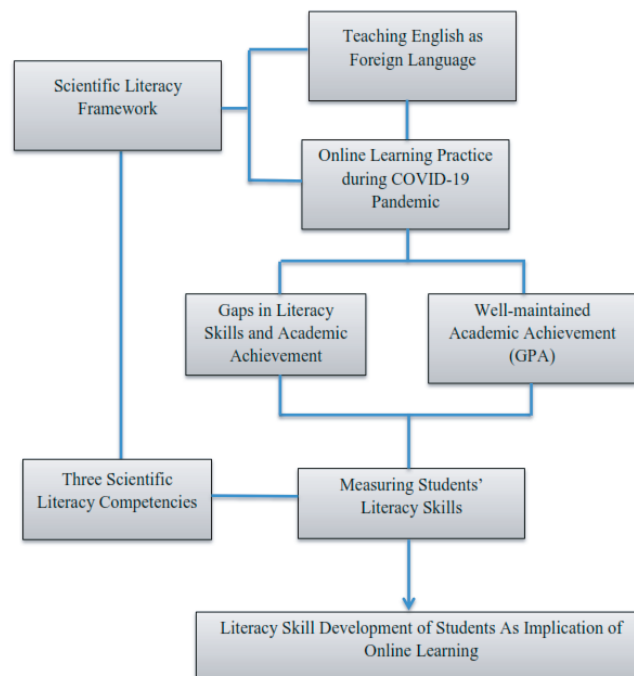 Teaching English as
Foreign Language
Scientific Literacy
Framework
Online Learning Practice
during COVID-19
Pandemic
Gaps in Literacy
Skills and Academic
Achievement
Well-maintained
Academic Achievement
(GPA)
Three Scientific
Literacy Competencies
Measuring Students’
Literacy Skills
Literacy Skill Development of Students As Implication of
Online Learning